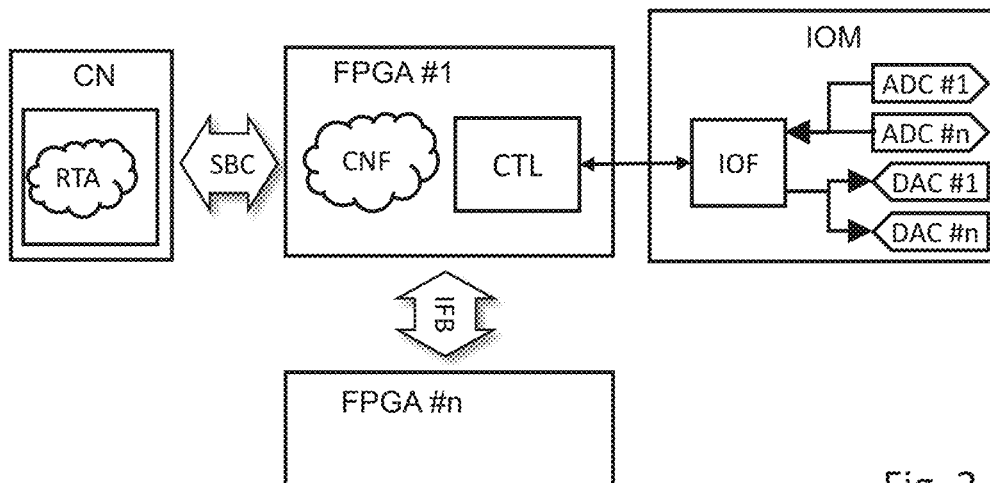 CN
RTA
SBC
FPGA #1
CNF
CTL
IOM
IOF
ADC #1
ADC #n
DAC #1
DAC #n
IFB
FPGA #n